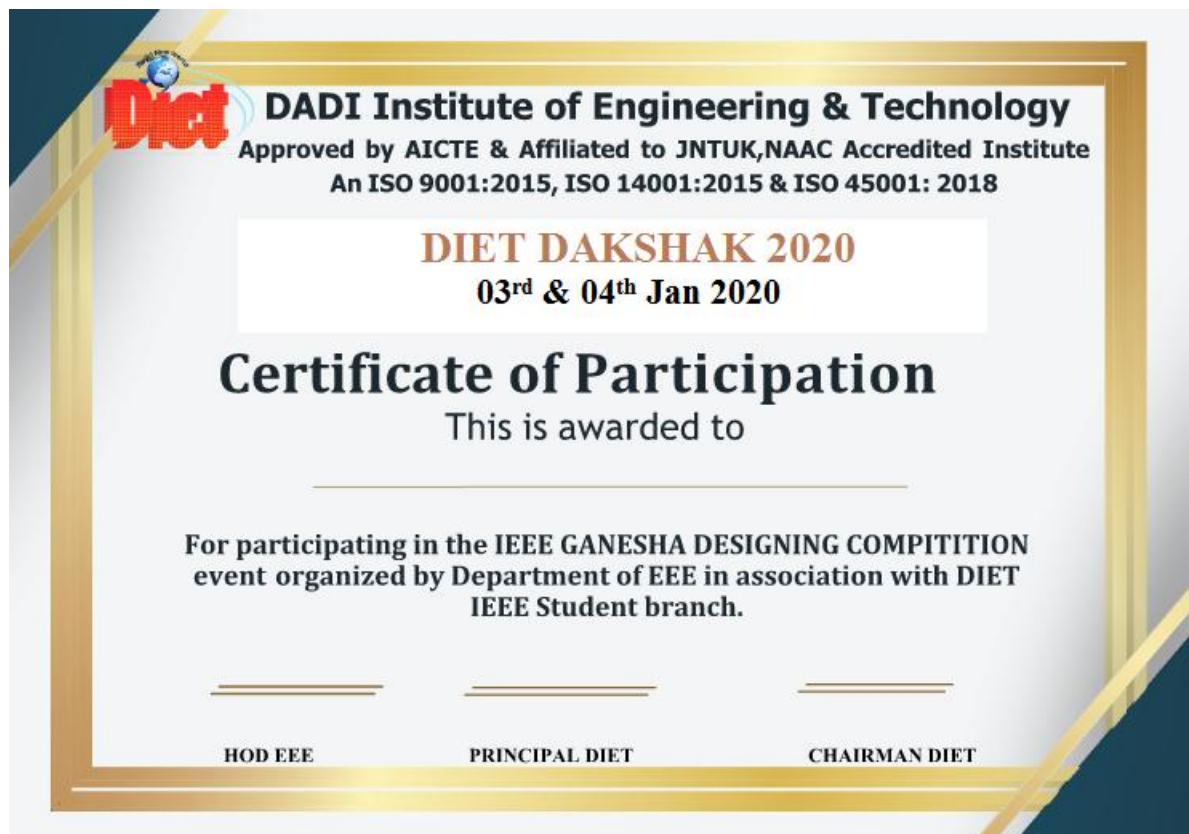 Diet
DADI Institute of Engineering & Technology
Approved by AICTE & Affiliated to JNTUK,NAAC Accredited Institute
An ISO 9001:2015, ISO 14001:2015 & ISO 45001: 2018
DIET DAKSHAK 2020
03rd & 04th Jan 2020
Certificate of Participation
This is awarded to
For participating in the IEEE GANESHA DESIGNING COMPITITION
event organized by Department of EEE in association with DIET
IEEE Student branch.
HOD EEE PRINCIPAL DIET CHAIRMAN DIET